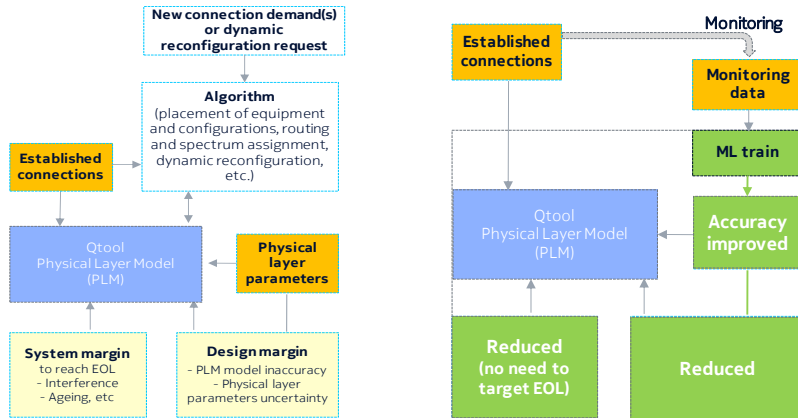 New connection demand(s)
or dynamic
reconfiguration request
Algorithm
(placement of equipment
and configurations, routing
and spectrum assignment,
dynamic reconfiguration,
etc.)
Established
connections
Qtool
Physical Layer Model
(PLM)
Physical
layer
parameters
System margin
to reach EOL
- Interference
- Ageing, etc
Design margin
- PLM model inaccuracy
- Physical layer
parameters uncertainty
Monitoring
Established
connections
Monitoring
data
ML train
Qtool
Physical Layer Model
(PLM)
Accuracy
improved
Reduced
(no need to
target EOL)
Reduced